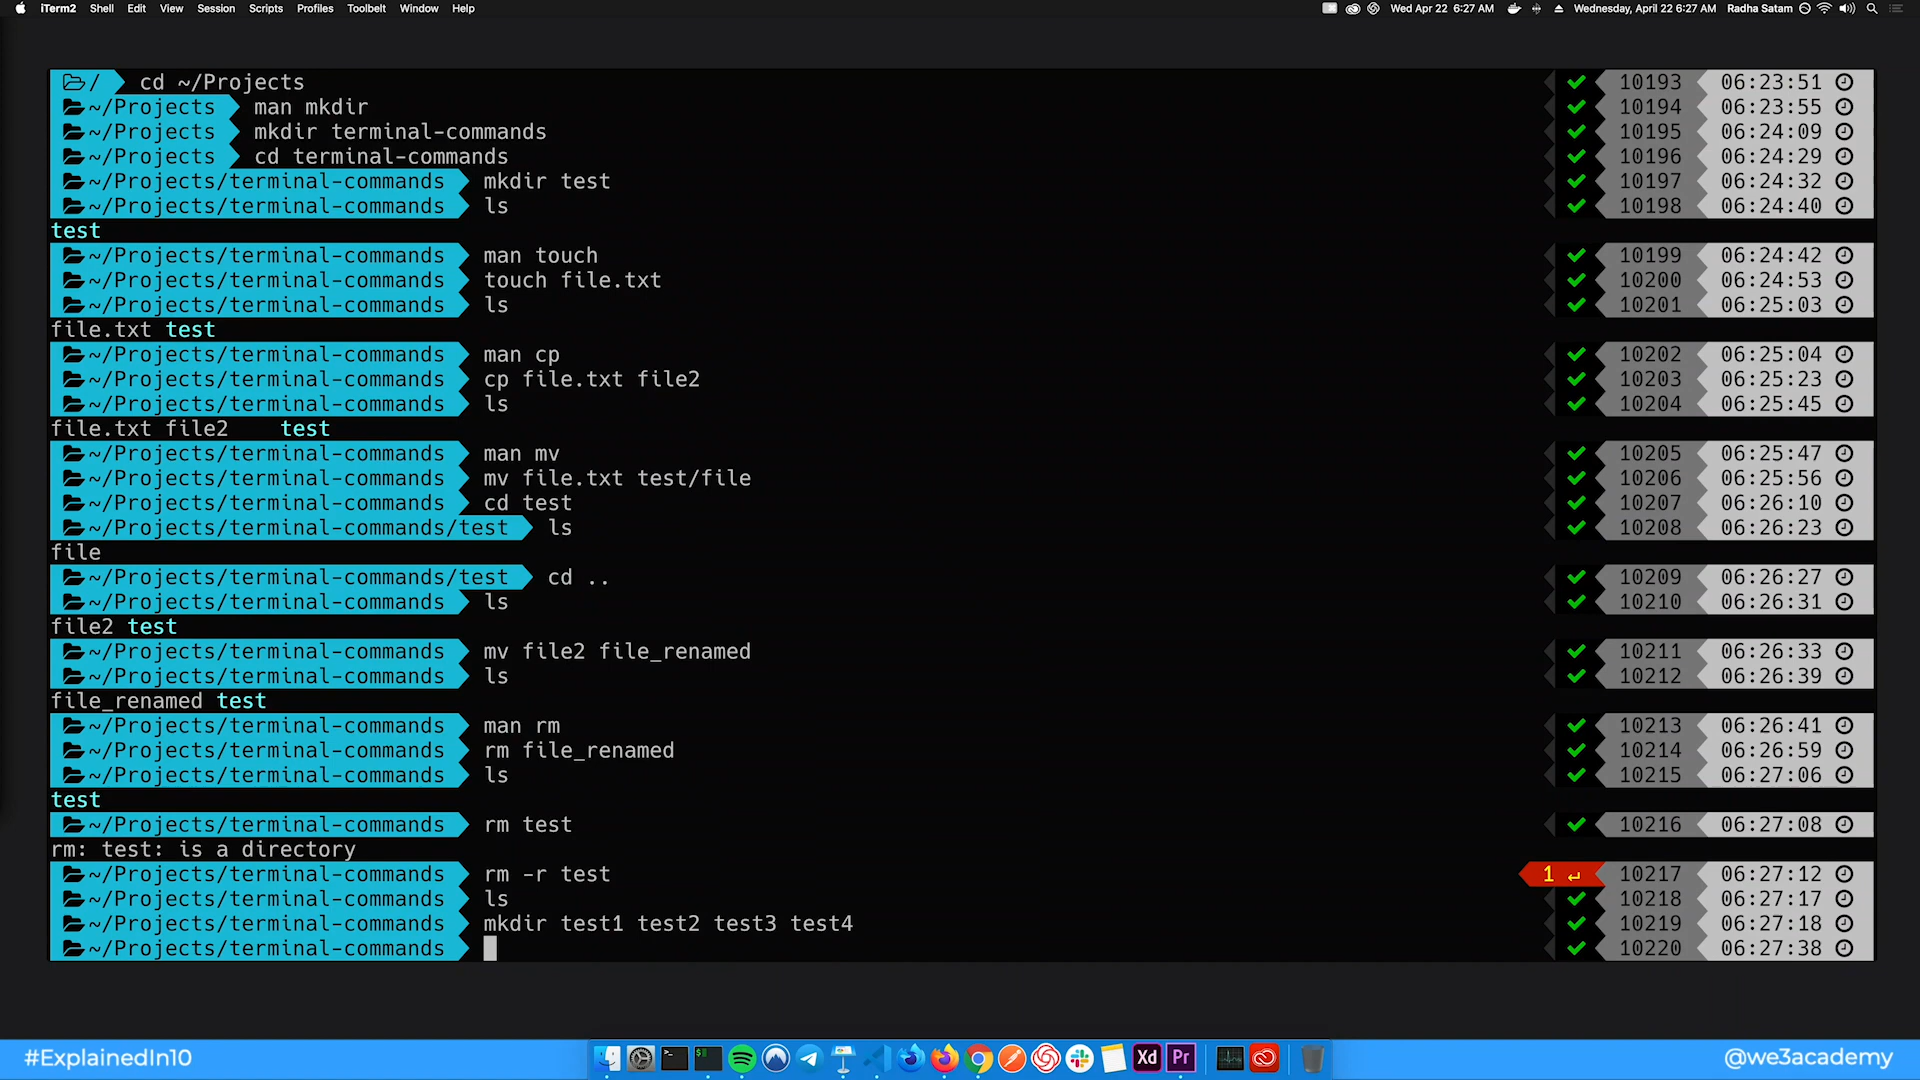 iTerm2 Shell Edit View Session Scripts Profiles Toolbelt Window Help Wed Apr 22 6:27 AM Wednesday, April 22 6:27 AM Radha Satam
/ cd ~/Projects 10193 06:23:51
~/Projects man mkdir 10194 06:23:55
~/Projects mkdir terminal-commands 10195 06:24:09
~/Projects cd terminal-commands 10196 06:24:29
~/Projects/terminal-commands mkdir test 10197 06:24:32
~/Projects/terminal-commands ls 10198 06:24:40
test
~/Projects/terminal-commands man touch 10199 06:24:42
~/Projects/terminal-commands touch file.txt 10200 06:24:53
~/Projects/terminal-commands ls 10201 06:25:03
file.txt test
~/Projects/terminal-commands man cp 10202 06:25:04
~/Projects/terminal-commands cp file.txt file2 10203 06:25:23
~/Projects/terminal-commands ls 10204 06:25:45
file.txt file2 test
~/Projects/terminal-commands man mv 10205 06:25:47
~/Projects/terminal-commands mv file.txt test/file 10206 06:25:56
~/Projects/terminal-commands cd test 10207 06:26:10
~/Projects/terminal-commands/test ls 10208 06:26:23
file
~/Projects/terminal-commands/test cd .. 10209 06:26:27
~/Projects/terminal-commands ls 10210 06:26:31
file2 test
~/Projects/terminal-commands mv file2 file_renamed 10211 06:26:33
~/Projects/terminal-commands ls 10212 06:26:39
file_renamed test
~/Projects/terminal-commands man rm 10213 06:26:41
~/Projects/terminal-commands rm file_renamed 10214 06:26:59
~/Projects/terminal-commands ls 10215 06:27:06
test
~/Projects/terminal-commands rm test 10216 06:27:08
rm: test: is a directory
~/Projects/terminal-commands rm -r test 1 ↵ 10217 06:27:12
~/Projects/terminal-commands ls 10218 06:27:17
~/Projects/terminal-commands mkdir test1 test2 test3 test4 10219 06:27:18
~/Projects/terminal-commands 10220 06:27:38
#ExplainedIn10 Xd Pr @we3academy